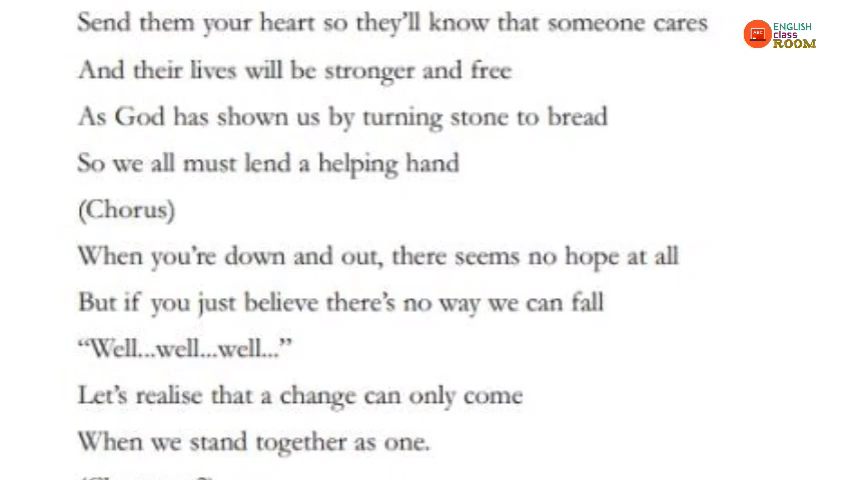 Send them your heart so they'll know that someone cares
And their lives will be stronger and free
As God has shown us by turning stone to bread
So we all must lend a helping hand
(Chorus)
When you're down and out, there seems no hope at all
But if you just believe there's no way we can fall
“Well...well...well...”
Let's realise that a change can only come
When we stand together as one.
ABC
ENGLISH
class
ROOM